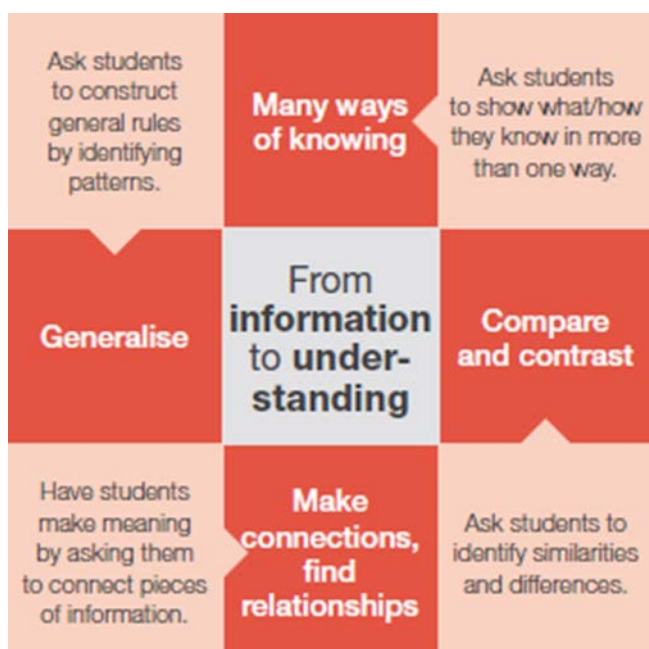 Ask students
to construct
general rules
by identifying
patterns.
Many ways
of knowing
Ask students
to show what/how
they know in more
than one way.
Generalise
From
information
to under-
standing
Compare
and contrast
Have students
make meaning
by asking them
to connect pieces
of information.
Make
connections,
find
relationships
Ask students to
identify similarities
and differences.